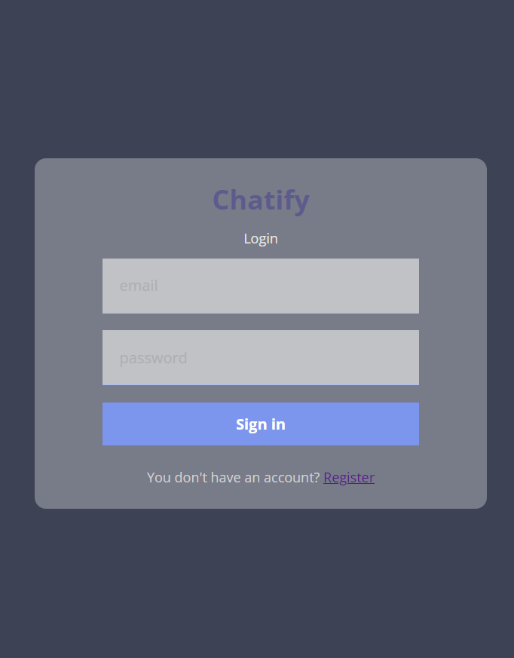 Chatify
Login
email
password
Sign in
You don't have an account? Register